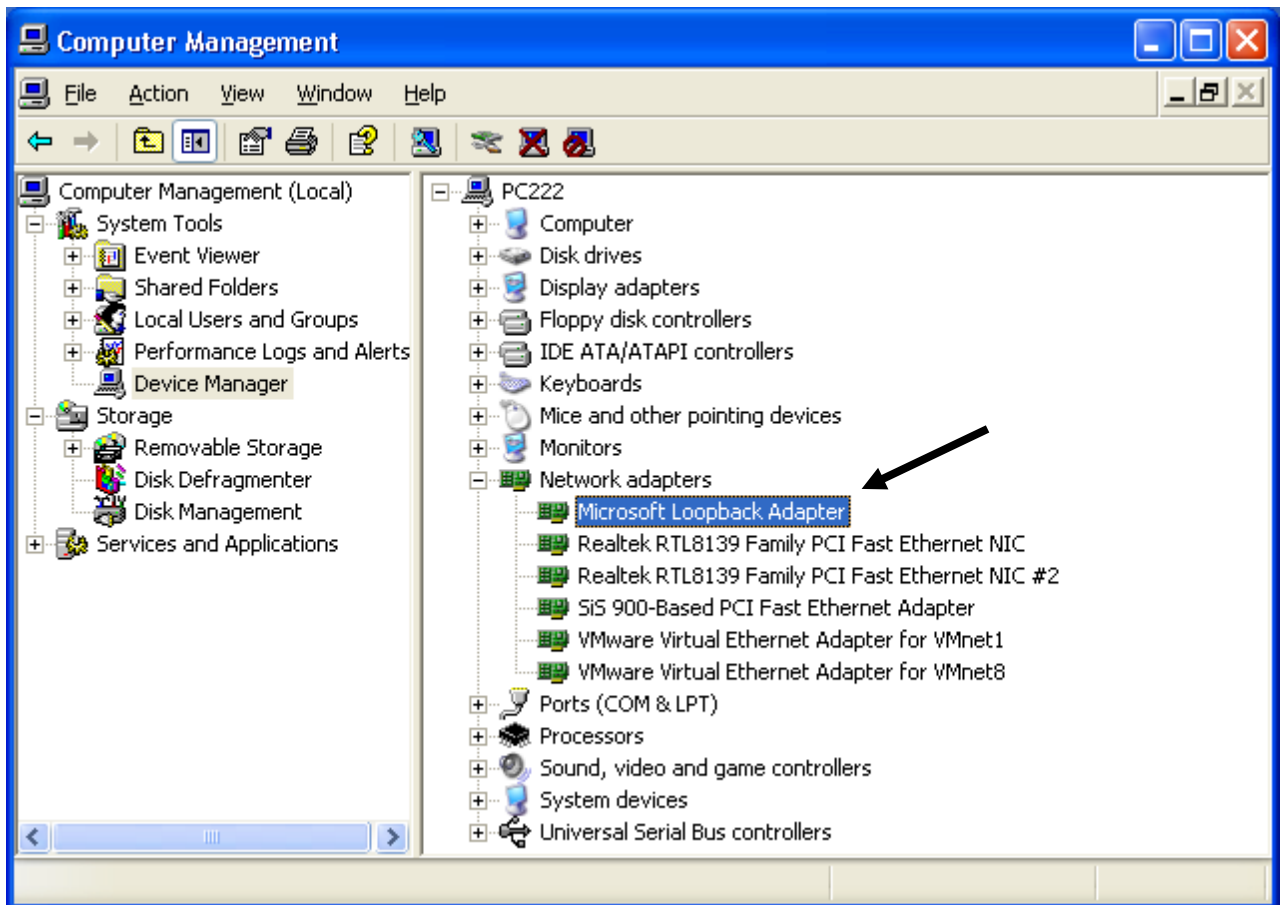 Computer Management
File Action View Window Help
Computer Management (Local)
System Tools
Event Viewer
Shared Folders
Local Users and Groups
Performance Logs and Alerts
Device Manager
Storage
Removable Storage
Disk Defragmenter
Disk Management
Services and Applications
PC222
Computer
Disk drives
Display adapters
Floppy disk controllers
IDE ATA/ATAPI controllers
Keyboards
Mice and other pointing devices
Monitors
Network adapters
Microsoft Loopback Adapter
Realtek RTL8139 Family PCI Fast Ethernet NIC
Realtek RTL8139 Family PCI Fast Ethernet NIC #2
SiS 900-Based PCI Fast Ethernet Adapter
VMware Virtual Ethernet Adapter for VMnet1
VMware Virtual Ethernet Adapter for VMnet8
Ports (COM & LPT)
Processors
Sound, video and game controllers
System devices
Universal Serial Bus controllers